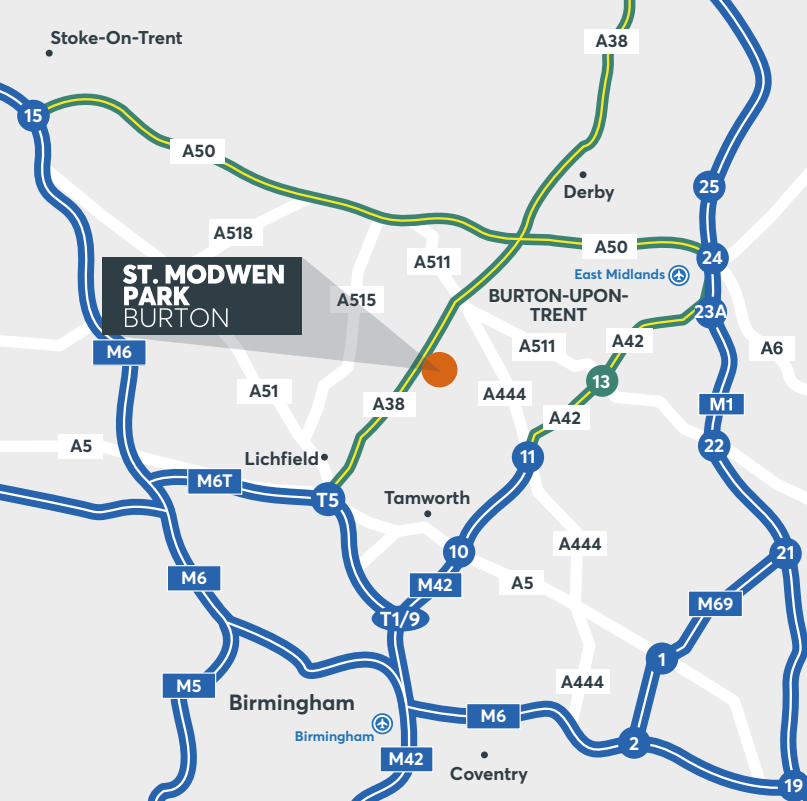 Stoke-On-Trent
A38
15
A50
Derby
25
A518
A50
24
A511
East Midlands
ST. MODWEN
PARK
BURTON
A515
BURTON-UPON-
TRENT
23A
M6
A511
A42
A6
13
A51
A444
A38
M1
A42
A5
22
Lichfield
11
M6T
T5
Tamworth
10
A444
21
M6
M42
A5
M69
T1/9
1
M5
A444
Birmingham
M6
Birmingham
2
M42
Coventry
19